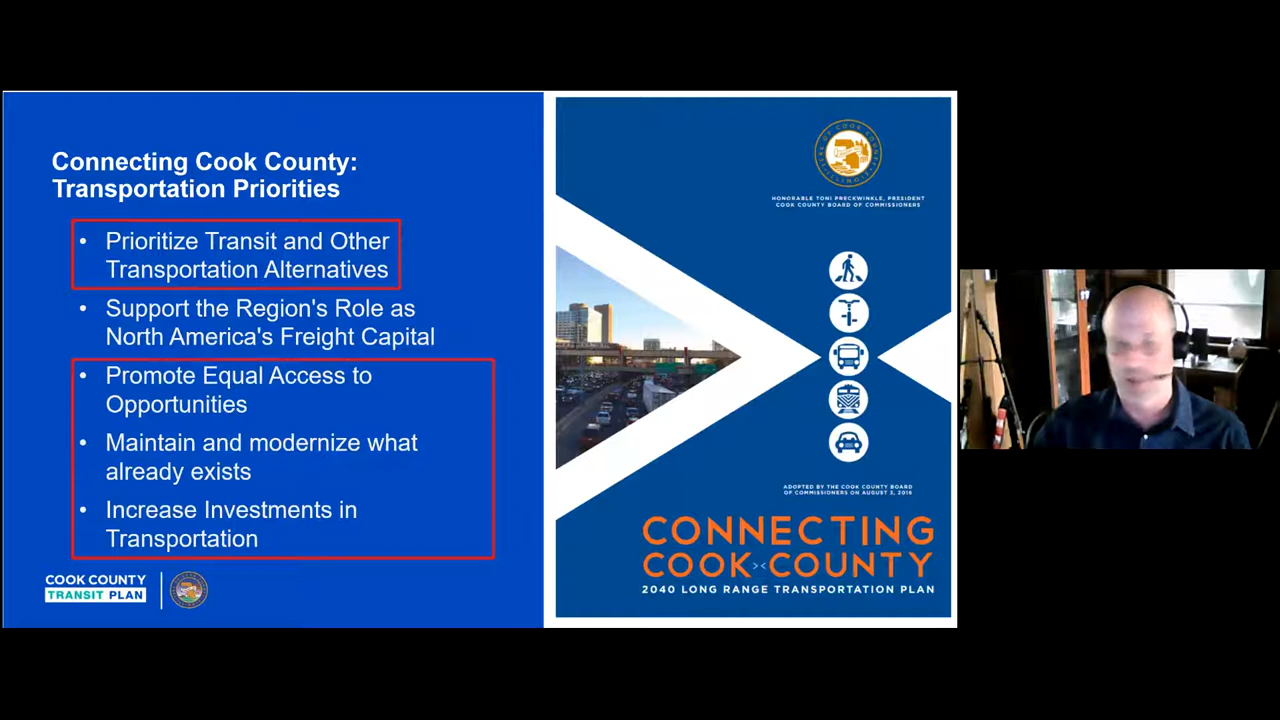 Connecting Cook County:
Transportation Priorities
• Prioritize Transit and Other
Transportation Alternatives
• Support the Region's Role as
North America's Freight Capital
• Promote Equal Access to
Opportunities
• Maintain and modernize what
already exists
• Increase Investments in
Transportation
COOK COUNTY
TRANSIT PLAN
HONORABLE TONI PRECKWINKLE, PRESIDENT
COOK COUNTY BOARD OF COMMISSIONERS
ADOPTED BY THE COOK COUNTY BOARD
OF COMMISSIONERS ON AUGUST 3, 2016
CONNECTING
COOK >< COUNTY
2040 LONG RANGE TRANSPORTATION PLAN